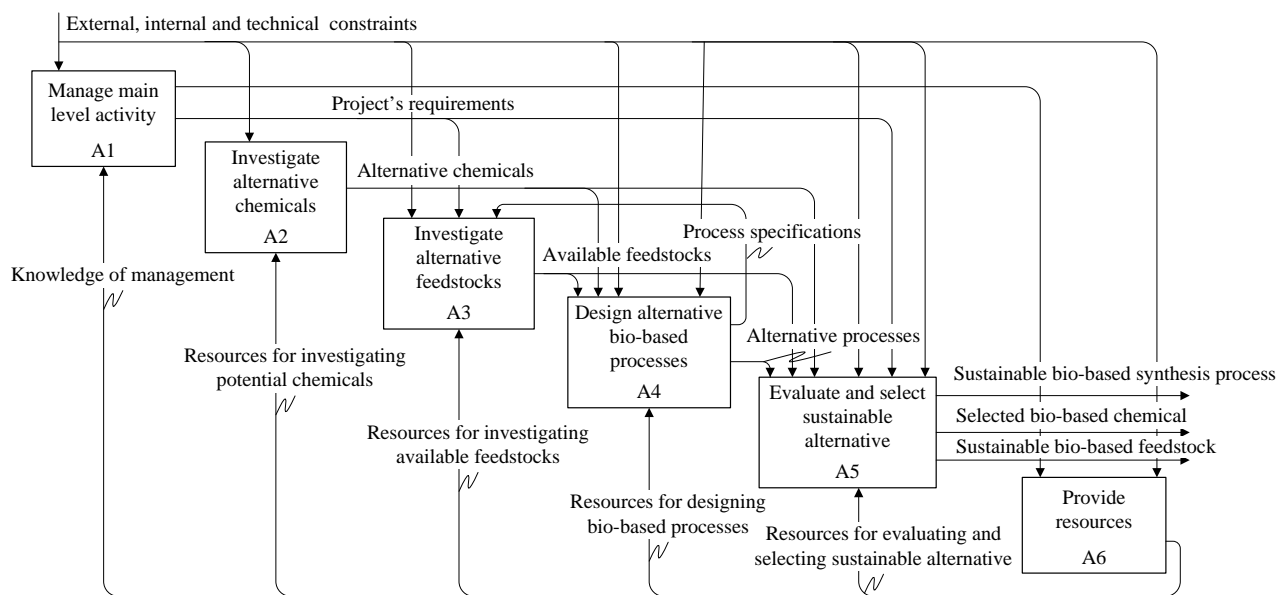 External, internal and technical constraints
Manage main
level activity
A1
Project's requirements
Investigate
alternative
chemicals
A2
Alternative chemicals
Investigate
alternative
feedstocks
A3
Process specifications
Available feedstocks
Knowledge of management
Design alternative
bio-based
processes
A4
Alternative processes
Resources for investigating
potential chemicals
Evaluate and select
sustainable
alternative
A5
Sustainable bio-based synthesis process
Selected bio-based chemical
Sustainable bio-based feedstock
Resources for investigating
available feedstocks
Provide
resources
A6
Resources for designing
bio-based processes
Resources for evaluating and
selecting sustainable alternative